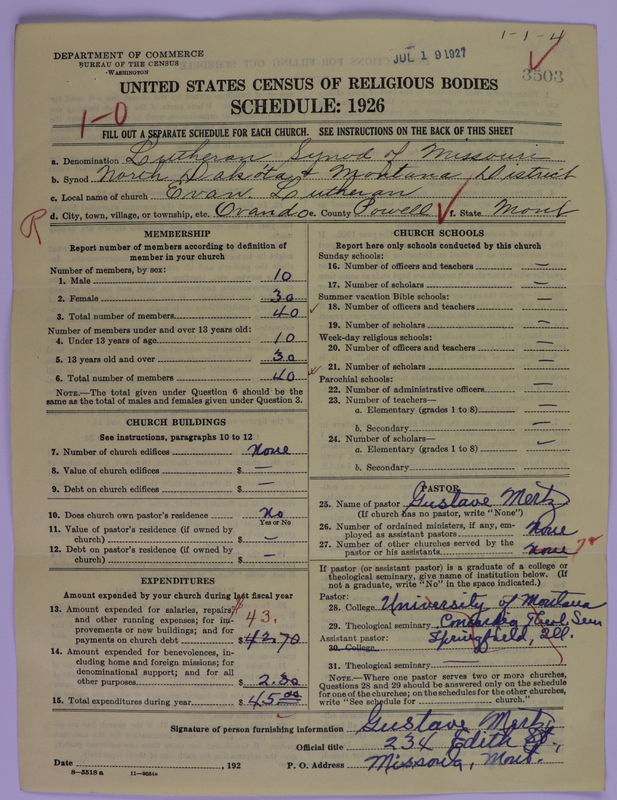 1-1-4
DEPARTMENT OF COMMERCE
BUREAU OF THE CENSUS
WASHINGTON
JUL 19 1927
3503
UNITED STATES CENSUS OF RELIGIOUS BODIES
SCHEDULE: 1926
1-0
FILL OUT A SEPARATE SCHEDULE FOR EACH CHURCH. SEE INSTRUCTIONS ON THE BACK OF THIS SHEET
a. Denomination Lutheran Synod of Missouri
b. Synod North Dakota & Montana District
c. Local name of church Evan. Lutheran
d. City, town, village, or township, etc. Ovando e. County Powell f. State Mont
R
MEMBERSHIP
Report number of members according to definition of
member in your church
Number of members, by sex:
1. Male 10
2. Female 30
3. Total number of members 40
Number of members under and over 13 years old:
4. Under 13 years of age 10
5. 13 years old and over 30
6. Total number of members 40
NOTE.—The total given under Question 6 should be the
same as the total of males and females given under Question 3.
CHURCH BUILDINGS
See instructions, paragraphs 10 to 12
7. Number of church edifices None
8. Value of church edifices $ —
9. Debt on church edifices $ —
10. Does church own pastor's residence No
Yes or No
11. Value of pastor's residence (if owned by
church) $ —
12. Debt on pastor's residence (if owned by
church) $ —
EXPENDITURES
Amount expended by your church during last fiscal year
13. Amount expended for salaries, repairs,
and other running expenses; for im-
provements or new buildings; and for
payments on church debt $ 42.70
$ 43.
14. Amount expended for benevolences, in-
cluding home and foreign missions; for
denominational support; and for all
other purposes $ 2.30
15. Total expenditures during year $ 45.00
CHURCH SCHOOLS
Report here only schools conducted by this church
Sunday schools:
16. Number of officers and teachers —
17. Number of scholars —
Summer vacation Bible schools: —
18. Number of officers and teachers
19. Number of scholars —
Week-day religious schools:
20. Number of officers and teachers —
21. Number of scholars —
Parochial schools:
22. Number of administrative officers —
23. Number of teachers—
a. Elementary (grades 1 to 8) —
b. Secondary —
24. Number of scholars—
a. Elementary (grades 1 to 8) —
b. Secondary
PASTOR
25. Name of pastor Gustave Mertz
(If church has no pastor, write "None")
26. Number of ordained ministers, if any, em-
ployed as assistant pastors None
27. Number of other churches served by the
pastor or his assistants None
If pastor (or assistant pastor) is a graduate of a college or
theological seminary, give name of institution below. (If
not a graduate, write "No" in the space indicated.)
Pastor:
28. College University of Montana
29. Theological seminary Concordia Theol. Sem
Assistant pastor: Springfield, Ill.
30. College
31. Theological seminary —
NOTE.—Where one pastor serves two or more churches,
Questions 28 and 29 should be answered only on the schedule
for one of the churches; on the schedules for the other churches,
write "See schedule for church."
Signature of person furnishing information Gustave Mertz
Official title 234 Edith St.,
Date , 192 P. O. Address Missoula, Mont.
8—5518 a